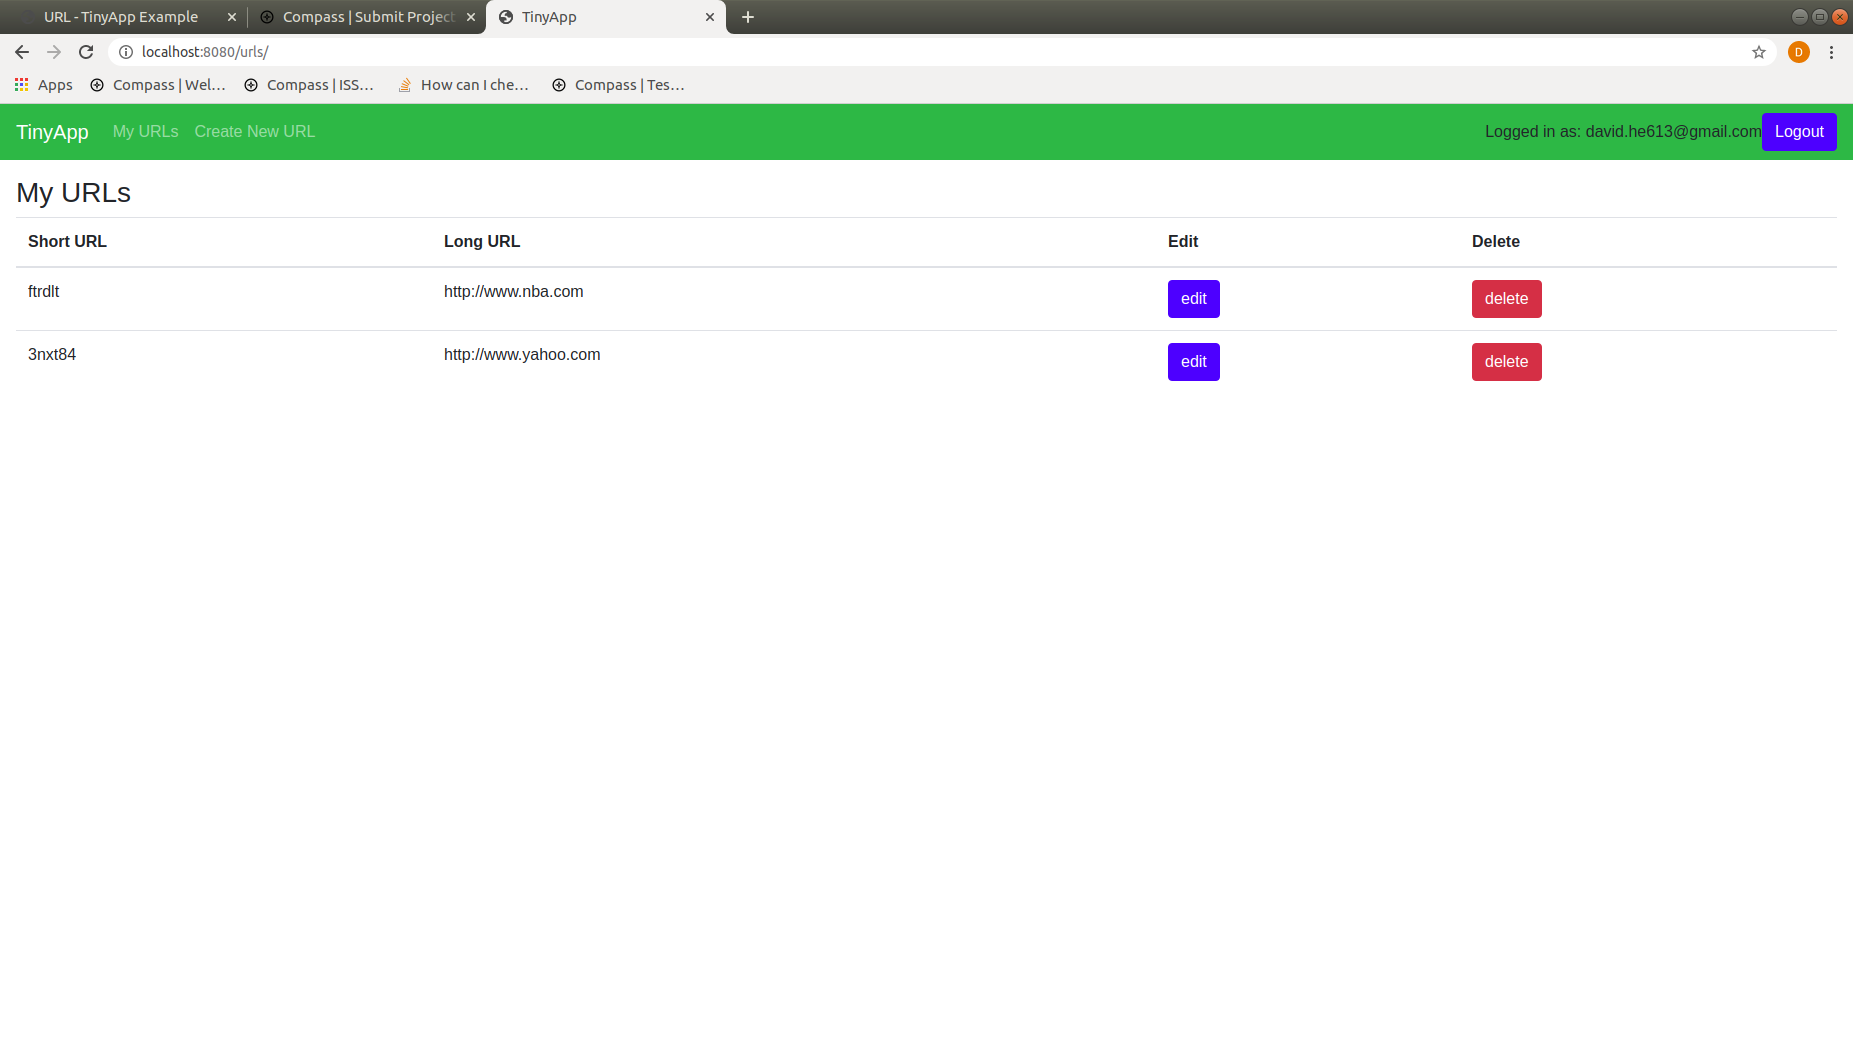 URL - TinyApp Example
Compass | Submit Project
TinyApp
localhost:8080/urls/
D
Apps
Compass | Wel...
Compass | ISS...
How can I che...
Compass | Tes...
TinyApp My URLs Create New URL Logged in as: david.he613@gmail.com Logout
My URLs
Short URL Long URL Edit Delete
ftrdlt http://www.nba.com edit delete
3nxt84 http://www.yahoo.com edit delete